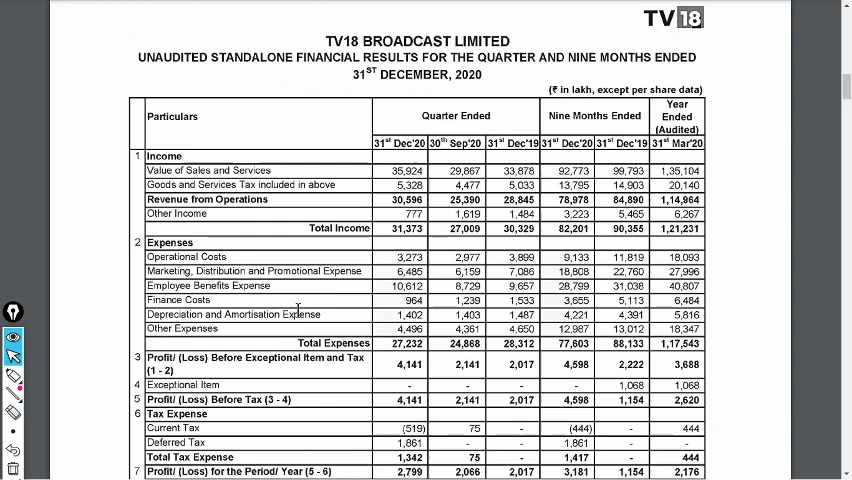 TV18
TV18 BROADCAST LIMITED
UNAUDITED STANDALONE FINANCIAL RESULTS FOR THE QUARTER AND NINE MONTHS ENDED
31ST DECEMBER, 2020
(₹ in lakh, except per share data)
Particulars Quarter Ended Nine Months Ended Year Ended (Audited)
31st Dec'20 30th Sep'20 31st Dec'19 31st Dec'20 31st Dec'19 31st Mar'20
1 Income
Value of Sales and Services 35,924 29,867 33,878 92,773 99,793 1,35,104
Goods and Services Tax included in above 5,328 4,477 5,033 13,795 14,903 20,140
Revenue from Operations 30,596 25,390 28,845 78,978 84,890 1,14,964
Other Income 777 1,619 1,484 3,223 5,465 6,267
Total Income 31,373 27,009 30,329 82,201 90,355 1,21,231
2 Expenses
Operational Costs 3,273 2,977 3,899 9,133 11,819 18,093
Marketing, Distribution and Promotional Expense 6,485 6,159 7,086 18,808 22,760 27,996
Employee Benefits Expense 10,612 8,729 9,657 28,799 31,038 40,807
Finance Costs 964 1,239 1,533 3,655 5,113 6,484
Depreciation and Amortisation Expense 1,402 1,403 1,487 4,221 4,391 5,816
Other Expenses 4,496 4,361 4,650 12,987 13,012 18,347
Total Expenses 27,232 24,868 28,312 77,603 88,133 1,17,543
3 Profit/ (Loss) Before Exceptional Item and Tax (1 - 2) 4,141 2,141 2,017 4,598 2,222 3,688
4 Exceptional Item - - - - 1,068 1,068
5 Profit/ (Loss) Before Tax (3 - 4) 4,141 2,141 2,017 4,598 1,154 2,620
6 Tax Expense
Current Tax (519) 75 - (444) - 444
Deferred Tax 1,861 - - 1,861 - -
Total Tax Expense 1,342 75 - 1,417 - 444
7 Profit/ (Loss) for the Period/ Year (5 - 6) 2,799 2,066 2,017 3,181 1,154 2,176